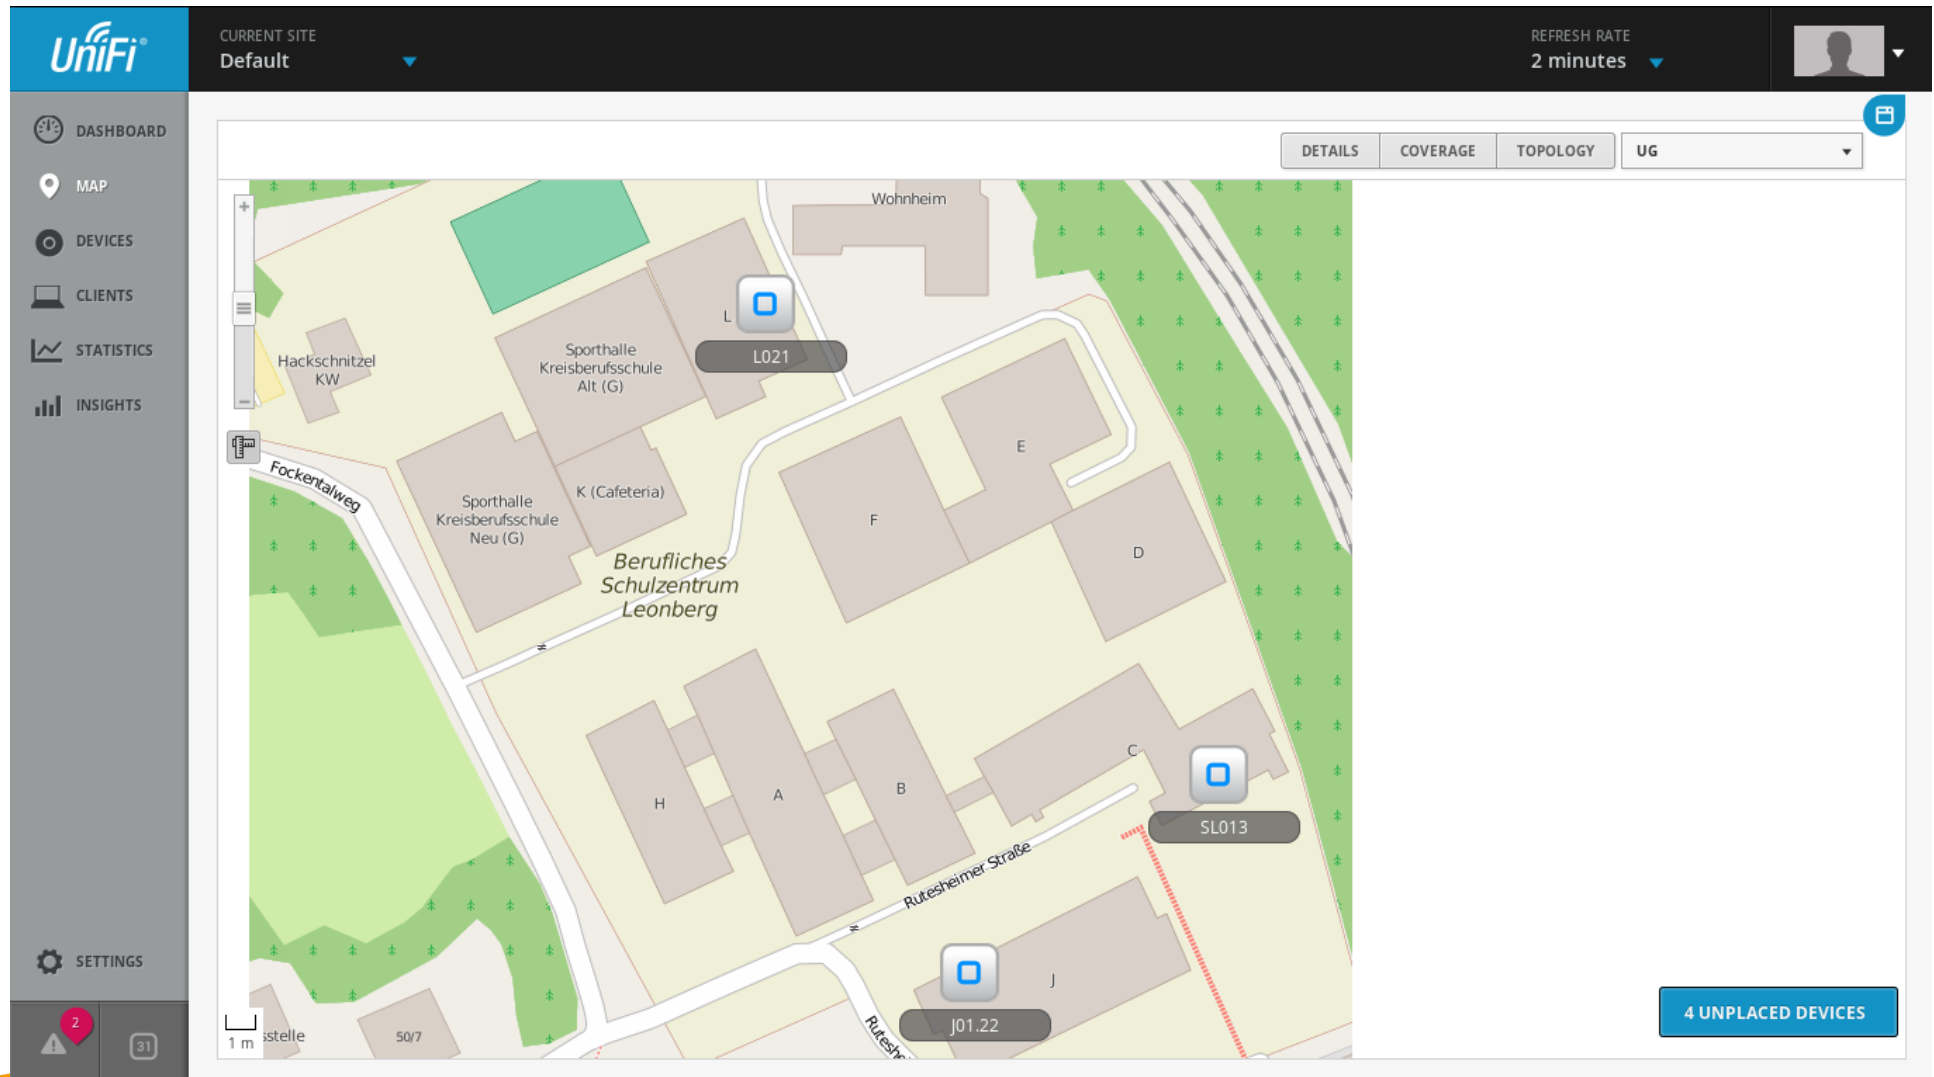 UniFi
CURRENT SITE
Default
REFRESH RATE
2 minutes
DASHBOARD
MAP
DEVICES
CLIENTS
STATISTICS
INSIGHTS
SETTINGS
2
31
DETAILS
COVERAGE
TOPOLOGY
UG
+
−
Wohnheim
L
L021
Hackschnitzel
KW
Sporthalle
Kreisberufsschule
Alt (G)
E
Fockentalweg
K (Cafeteria)
Sporthalle
Kreisberufsschule
Neu (G)
F
D
Berufliches
Schulzentrum
Leonberg
C
SL013
H
A
B
Rutesheimer Straße
J
J01.22
Ruteshe
sstelle
50/7
1 m
4 UNPLACED DEVICES